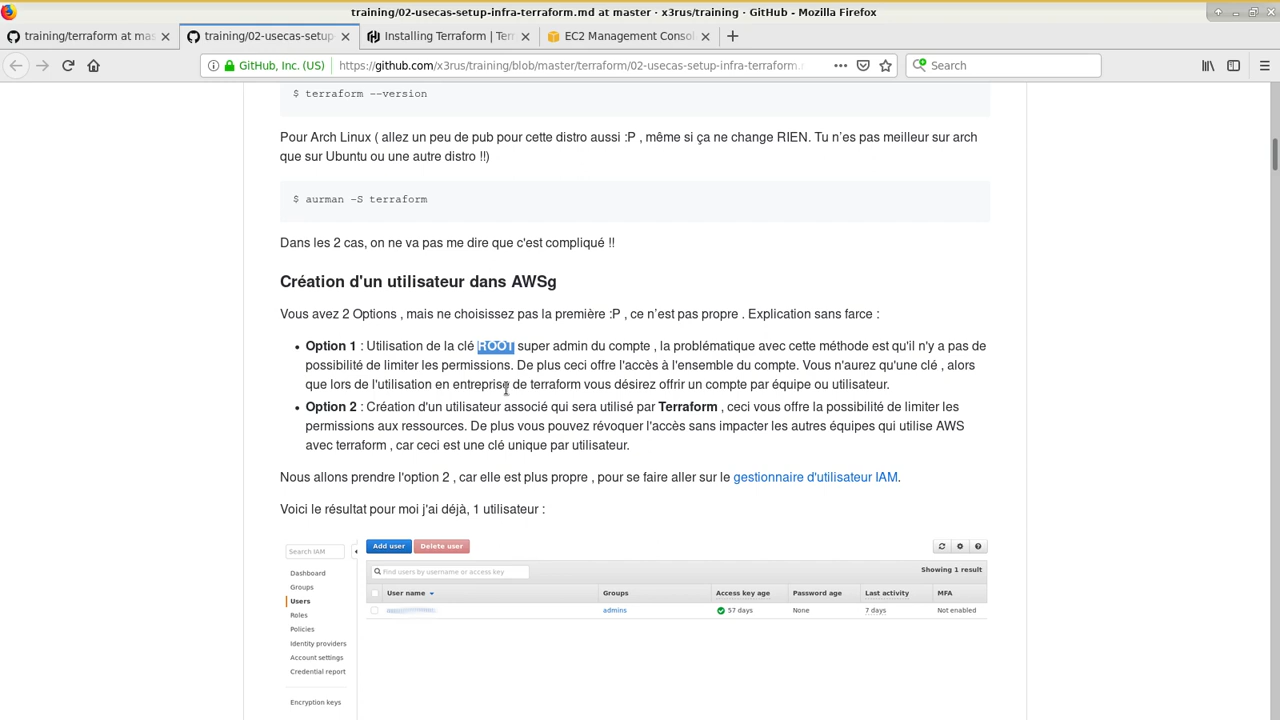 training/02-usecas-setup-infra-terraform.md at master · x3rus/training · GitHub - Mozilla Firefox
training/terraform at mas
training/02-usecas-setup-
Installing Terraform | Terr
EC2 Management Consol
GitHub, Inc. (US)
https://github.com/x3rus/training/blob/master/terraform/02-usecas-setup-infra-terraform.
Search
$ terraform --version
Pour Arch Linux ( allez un peu de pub pour cette distro aussi :P , même si ça ne change RIEN. Tu n'es pas meilleur sur arch
que sur Ubuntu ou une autre distro !!)
$ aurman -S terraform
Dans les 2 cas, on ne va pas me dire que c'est compliqué !!
Création d'un utilisateur dans AWSg
Vous avez 2 Options , mais ne choisissez pas la première :P , ce n'est pas propre . Explication sans farce :
• Option 1 : Utilisation de la clé ROOT super admin du compte , la problématique avec cette méthode est qu'il n'y a pas de
possibilité de limiter les permissions. De plus ceci offre l'accès à l'ensemble du compte. Vous n'aurez qu'une clé , alors
que lors de l'utilisation en entreprise de terraform vous désirez offrir un compte par équipe ou utilisateur.
• Option 2 : Création d'un utilisateur associé qui sera utilisé par Terraform , ceci vous offre la possibilité de limiter les
permissions aux ressources. De plus vous pouvez révoquer l'accès sans impacter les autres équipes qui utilise AWS
avec terraform , car ceci est une clé unique par utilisateur.
Nous allons prendre l'option 2 , car elle est plus propre , pour se faire aller sur le gestionnaire d'utilisateur IAM.
Voici le résultat pour moi j'ai déjà, 1 utilisateur :
Search IAM
Add user Delete user
Find users by username or access key
Showing 1 result
Dashboard
Groups
Users
Roles
Policies
Identity providers
Account settings
Credential report
Encryption keys
User name Groups Access key age Password age Last activity MFA
admins 57 days None 7 days Not enabled